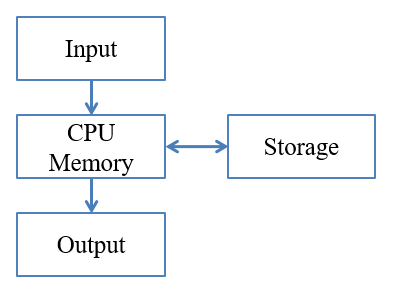 Input
CPU
Memory
Storage
Output